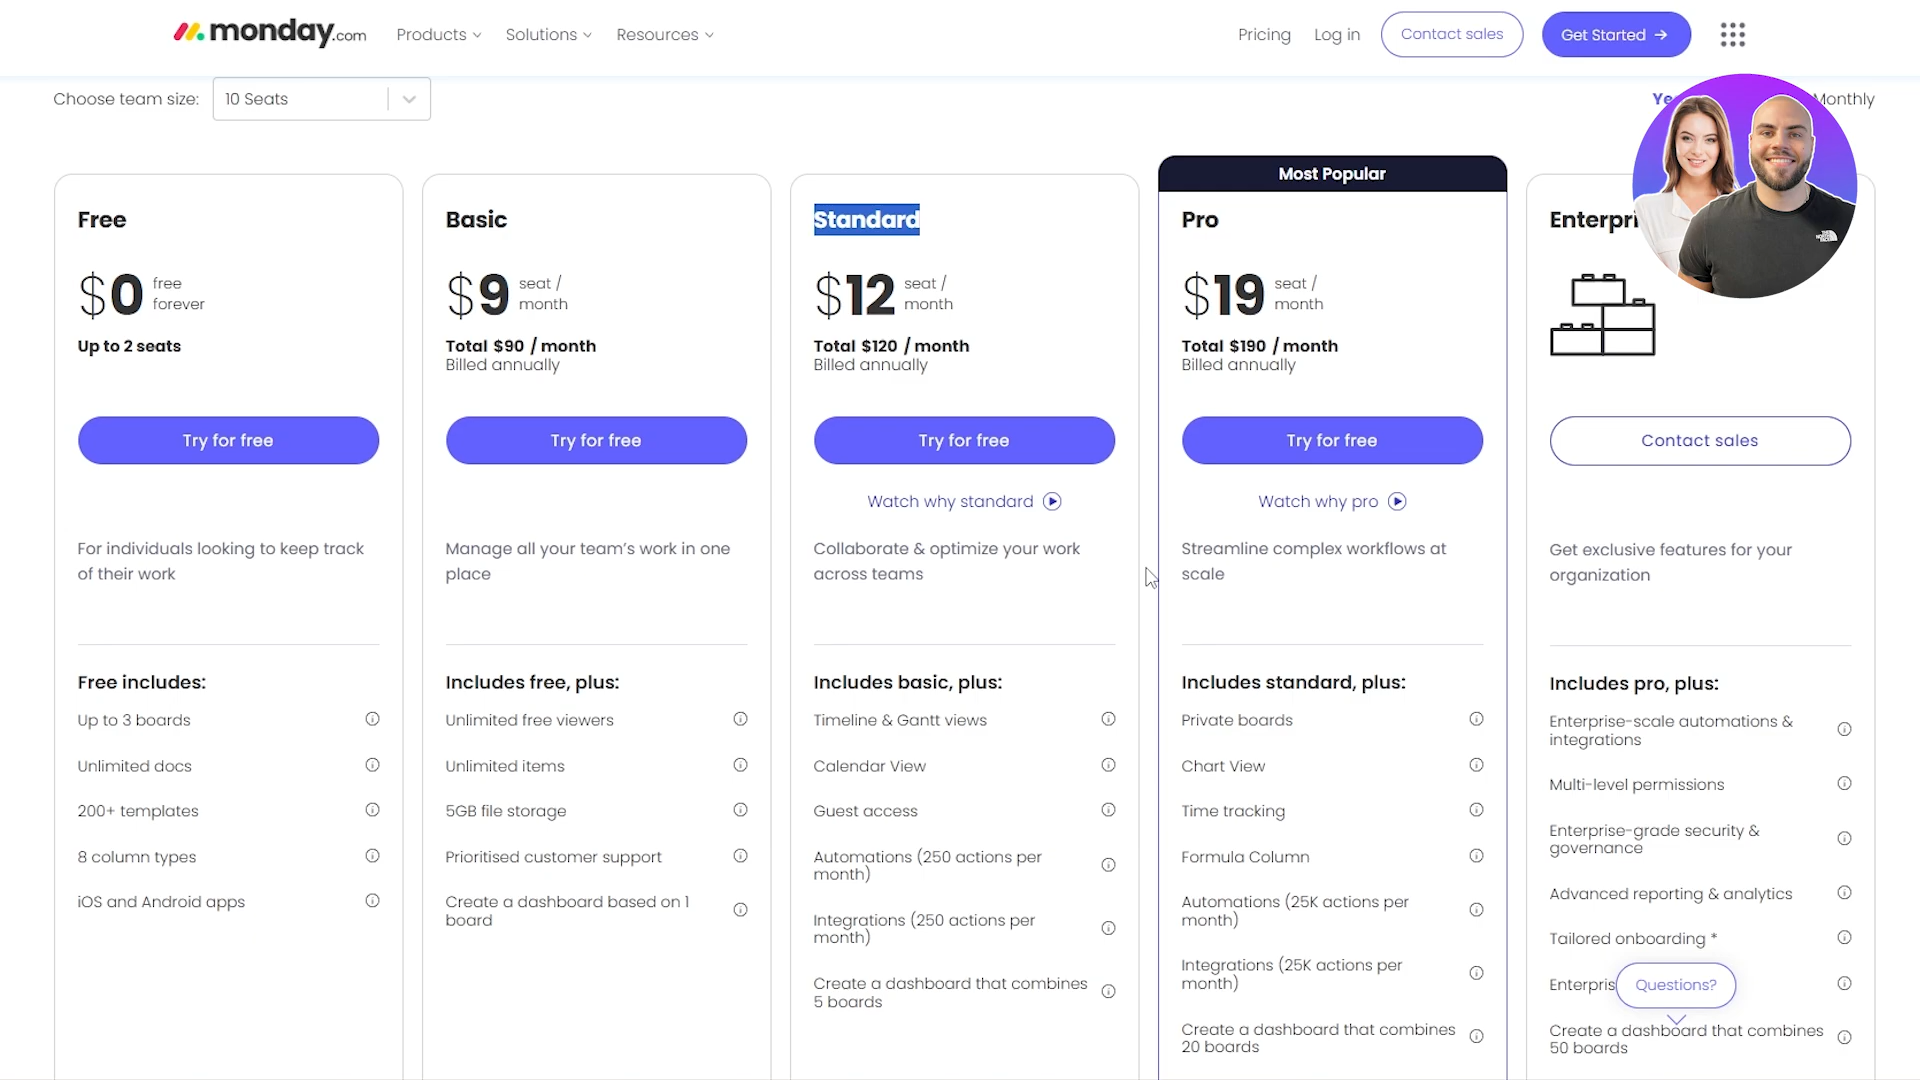 monday.com
Products
Solutions
Resources
Pricing
Log in
Contact sales
Get Started →
Choose team size:
10 Seats
Monthly
Free
$0 free
forever
Up to 2 seats
Try for free
For individuals looking to keep track
of their work
Free includes:
Up to 3 boards
Unlimited docs
200+ templates
8 column types
iOS and Android apps
Basic
$9 seat /
month
Total $90 / month
Billed annually
Try for free
Manage all your team's work in one
place
Includes free, plus:
Unlimited free viewers
Unlimited items
5GB file storage
Prioritised customer support
Create a dashboard based on 1
board
Standard
$12 seat /
month
Total $120 / month
Billed annually
Try for free
Watch why standard
Collaborate & optimize your work
across teams
Includes basic, plus:
Timeline & Gantt views
Calendar View
Guest access
Automations (250 actions per
month)
Integrations (250 actions per
month)
Create a dashboard that combines
5 boards
Most Popular
Pro
$19 seat /
month
Total $190 / month
Billed annually
Try for free
Watch why pro
Streamline complex workflows at
scale
Includes standard, plus:
Private boards
Chart View
Time tracking
Formula Column
Automations (25K actions per
month)
Integrations (25K actions per
month)
Create a dashboard that combines
20 boards
Enterpri
Contact sales
Get exclusive features for your
organization
Includes pro, plus:
Enterprise-scale automations &
integrations
Multi-level permissions
Enterprise-grade security &
governance
Advanced reporting & analytics
Tailored onboarding *
Enterpris
Questions?
Create a dashboard that combines
50 boards